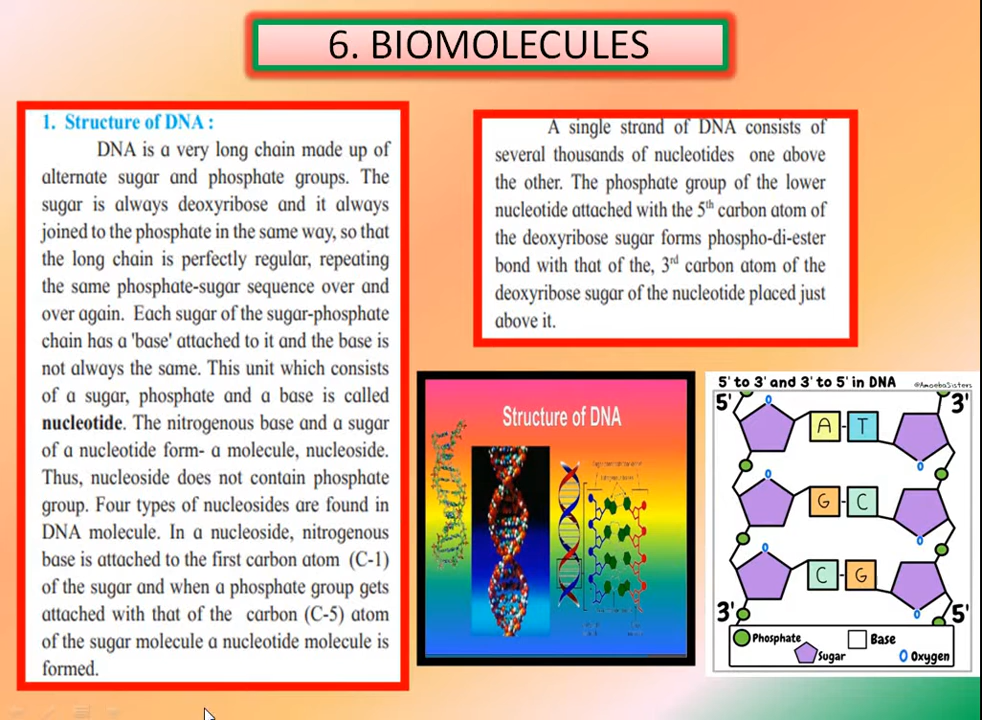 6. BIOMOLECULES
1. Structure of DNA :
DNA is a very long chain made up of
alternate sugar and phosphate groups. The
sugar is always deoxyribose and it always
joined to the phosphate in the same way, so that
the long chain is perfectly regular, repeating
the same phosphate-sugar sequence over and
over again. Each sugar of the sugar-phosphate
chain has a 'base' attached to it and the base is
not always the same. This unit which consists
of a sugar, phosphate and a base is called
nucleotide. The nitrogenous base and a sugar
of a nucleotide form- a molecule, nucleoside.
Thus, nucleoside does not contain phosphate
group. Four types of nucleosides are found in
DNA molecule. In a nucleoside, nitrogenous
base is attached to the first carbon atom (C-1)
of the sugar and when a phosphate group gets
attached with that of the carbon (C-5) atom
of the sugar molecule a nucleotide molecule is
formed.
A single strand of DNA consists of
several thousands of nucleotides one above
the other. The phosphate group of the lower
nucleotide attached with the 5th carbon atom of
the deoxyribose sugar forms phospho-di-ester
bond with that of the, 3rd carbon atom of the
deoxyribose sugar of the nucleotide placed just
above it.
Structure of DNA
5' to 3' and 3' to 5' in DNA @AmoebaSisters
5' 3'
A T
G C
C G
3' 5'
Phosphate Base
Sugar Oxygen